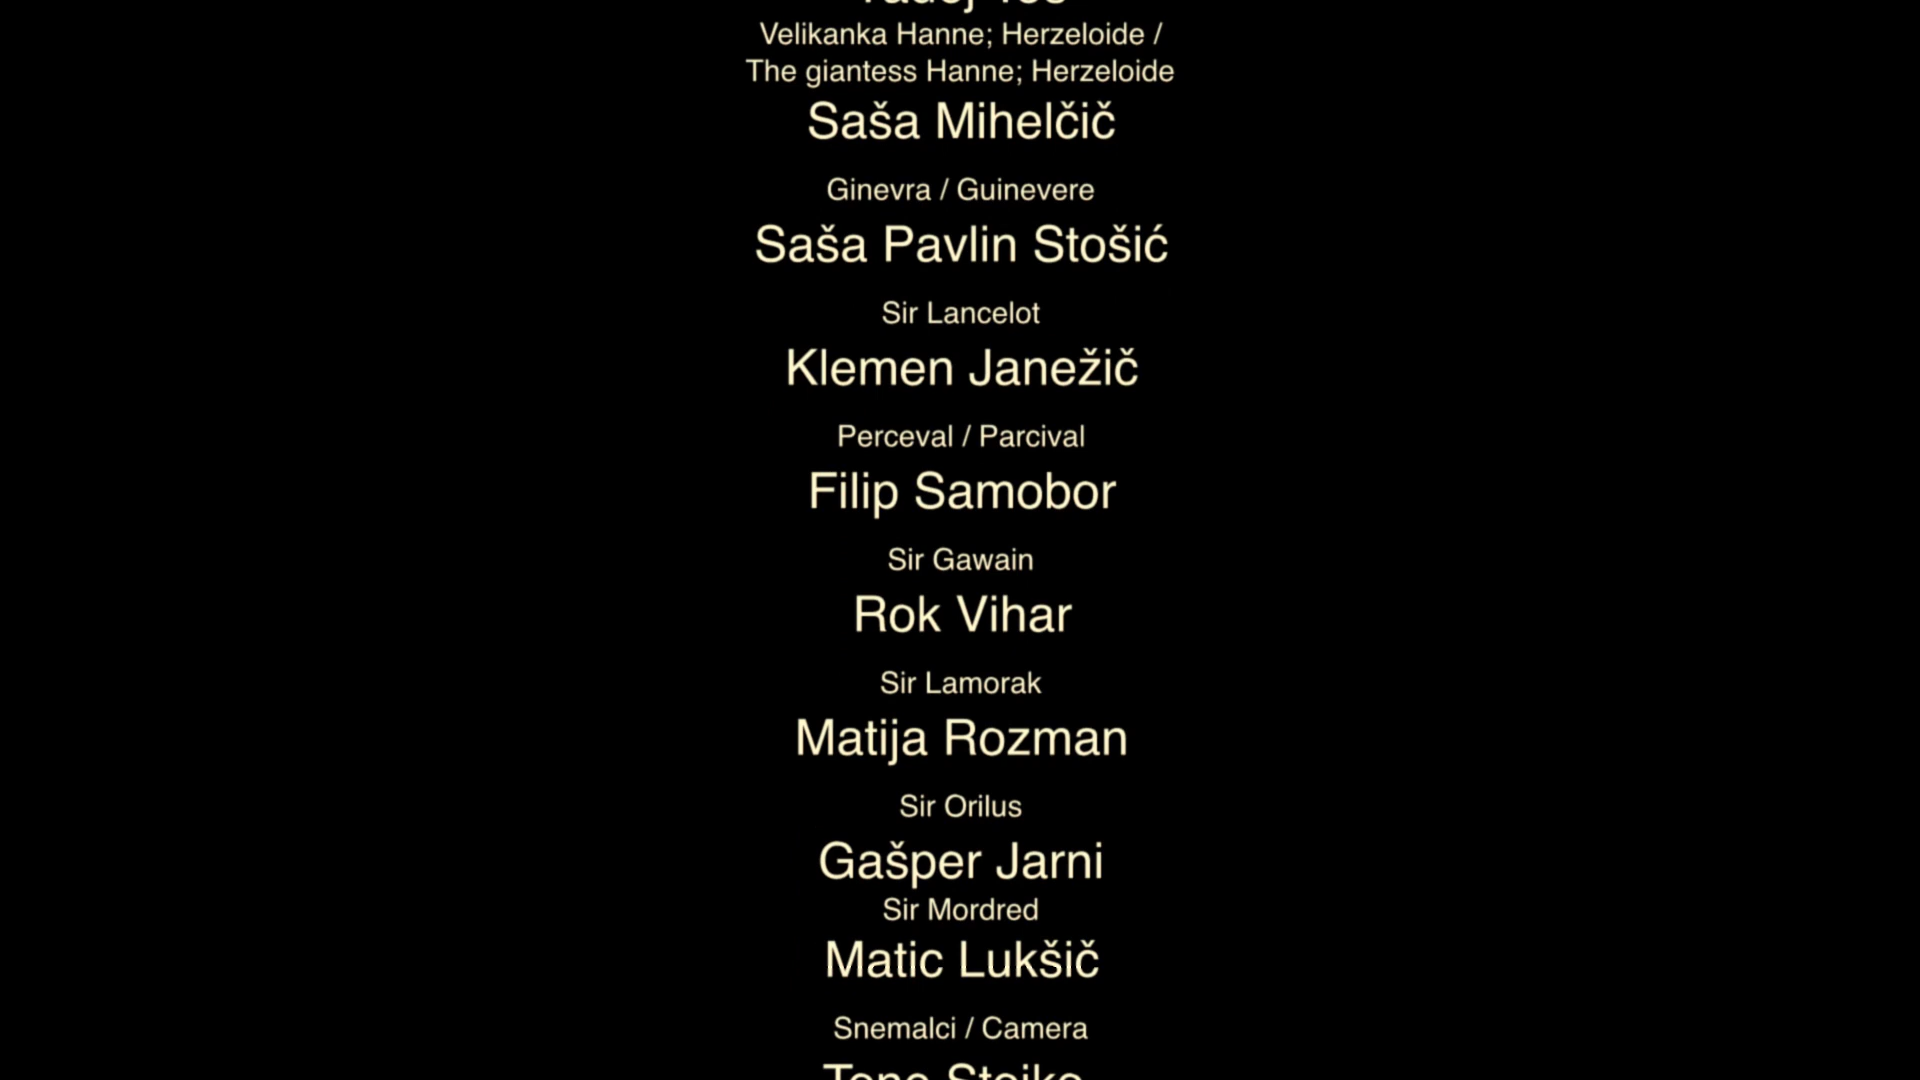 Velikanka Hanne; Herzeloide /
The giantess Hanne; Herzeloide
Saša Mihelčič
Ginevra / Guinevere
Saša Pavlin Stošić
Sir Lancelot
Klemen Janežič
Perceval / Parcival
Filip Samobor
Sir Gawain
Rok Vihar
Sir Lamorak
Matija Rozman
Sir Orilus
Gašper Jarni
Sir Mordred
Matic Lukšič
Snemalci / Camera